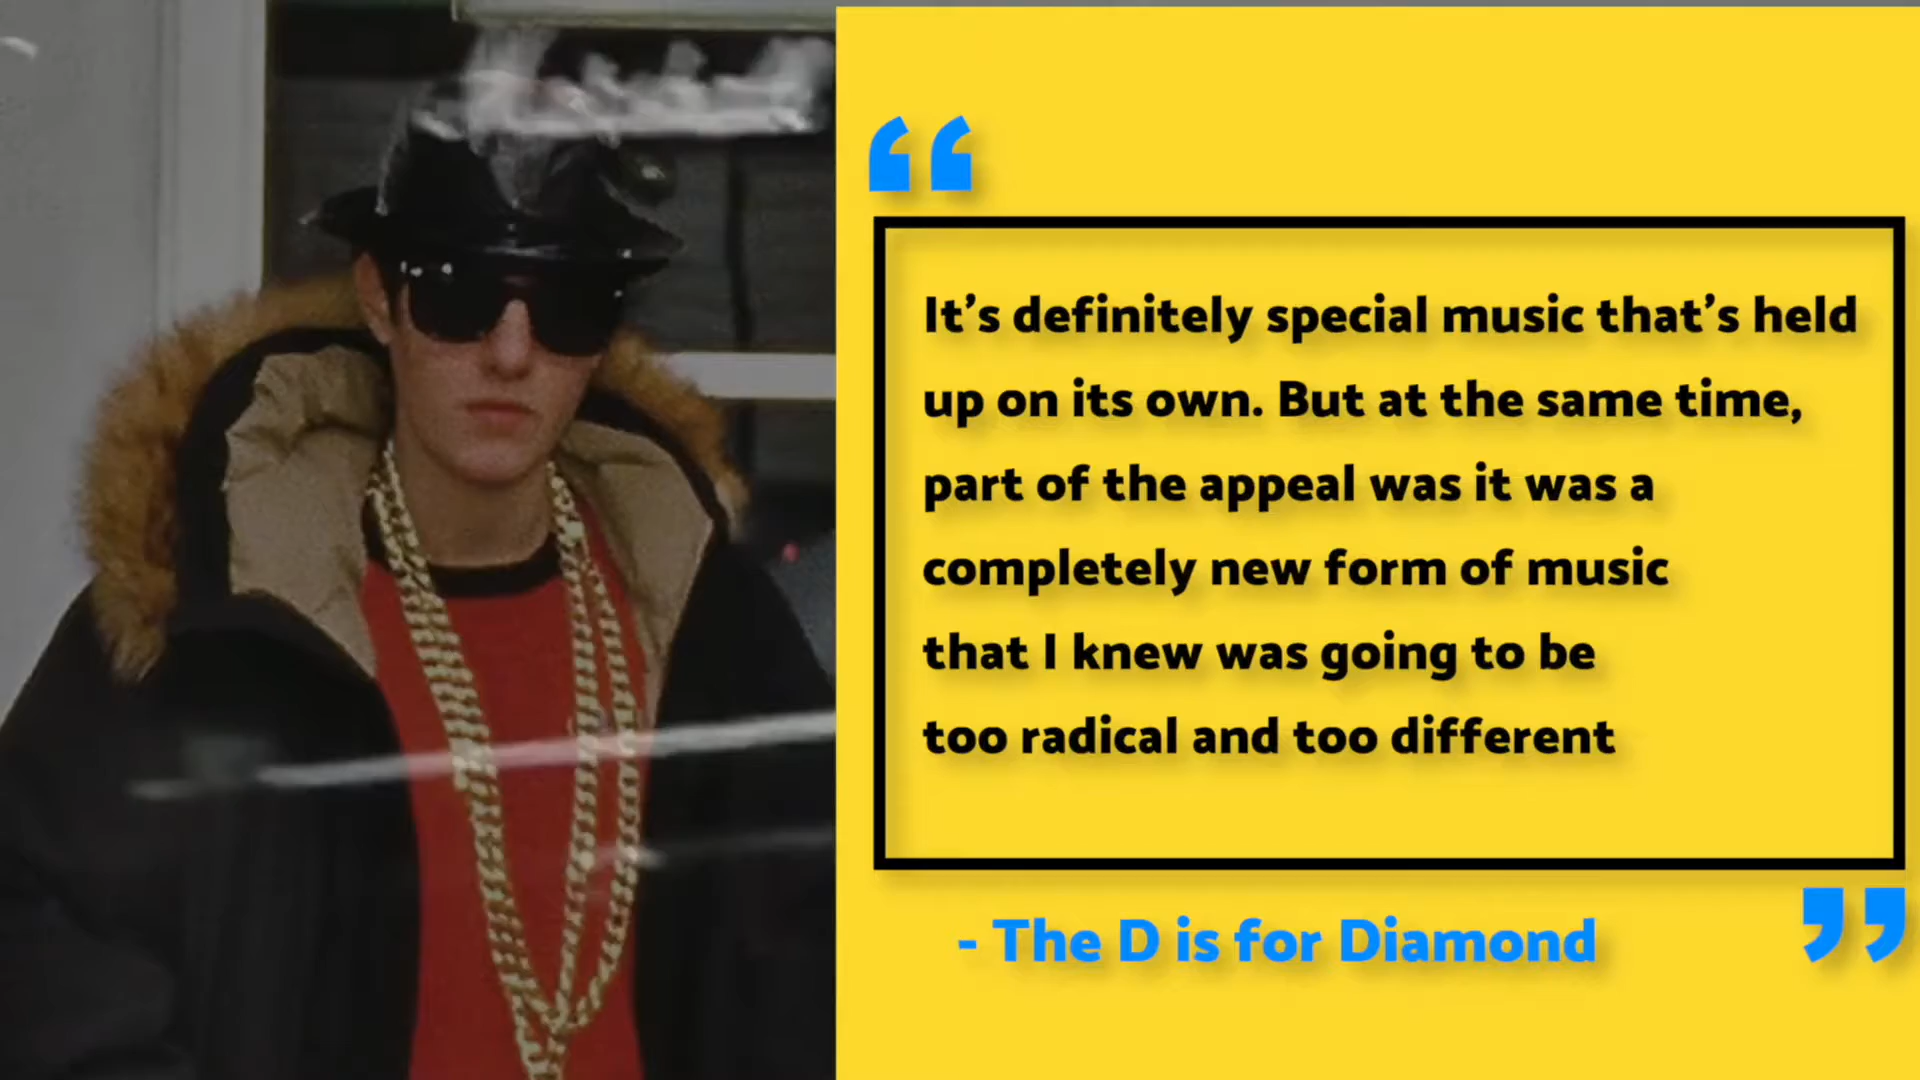 “
It’s definitely special music that’s held
up on its own. But at the same time,
part of the appeal was it was a
completely new form of music
that I knew was going to be
too radical and too different
- The D is for Diamond
”